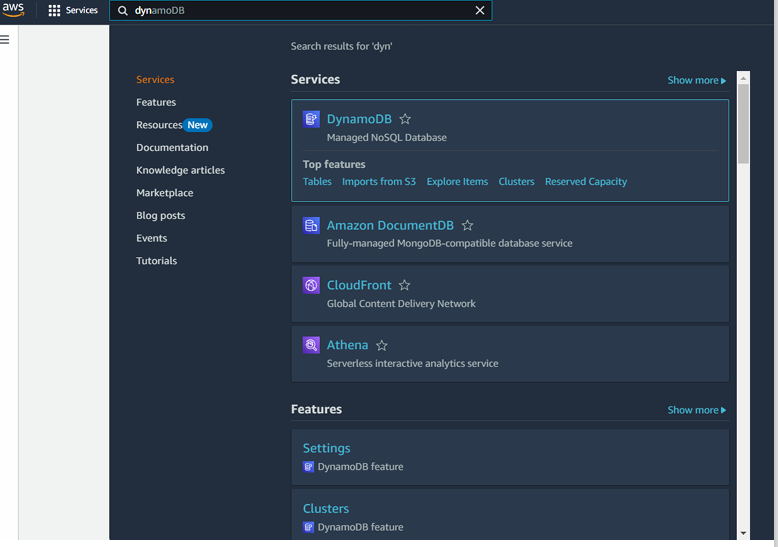 aws
Services
dynamoDB
Search results for 'dyn'
Services
Features
Resources New
Documentation
Knowledge articles
Marketplace
Blog posts
Events
Tutorials
Services
Show more
DynamoDB
Managed NoSQL Database
Top features
Tables Imports from S3 Explore Items Clusters Reserved Capacity
Amazon DocumentDB
Fully-managed MongoDB-compatible database service
CloudFront
Global Content Delivery Network
Athena
Serverless interactive analytics service
Features
Show more
Settings
DynamoDB feature
Clusters
DynamoDB feature